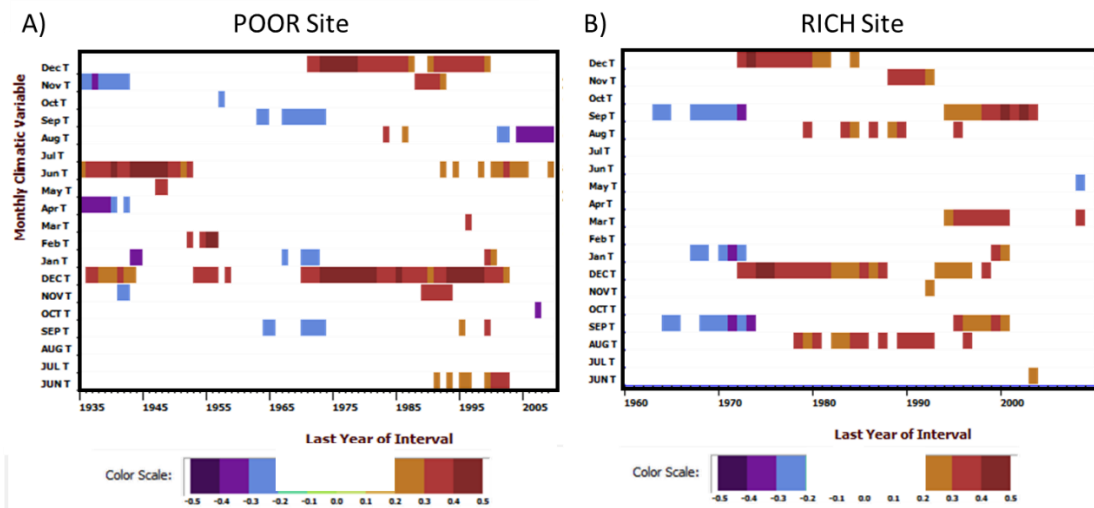 A) POOR Site
Monthly Climatic Variable
Dec T
Nov T
Oct T
Sep T
Aug T
Jul T
Jun T
May T
Apr T
Mar T
Feb T
Jan T
DEC T
NOV T
OCT T
SEP T
AUG T
JUL T
JUN T
1935 1945 1955 1965 1975 1985 1995 2005
Last Year of Interval
Color Scale:
-0.5 -0.4 -0.3 -0.2 -0.1 0.0 0.1 0.2 0.3 0.4 0.5
B) RICH Site
Dec T
Nov T
Oct T
Sep T
Aug T
Jul T
Jun T
May T
Apr T
Mar T
Feb T
Jan T
DEC T
NOV T
OCT T
SEP T
AUG T
JUL T
JUN T
1960 1970 1980 1990 2000
Last Year of Interval
Color Scale:
-0.5 -0.4 -0.3 -0.2 -0.1 0.0 0.1 0.2 0.3 0.4 0.5